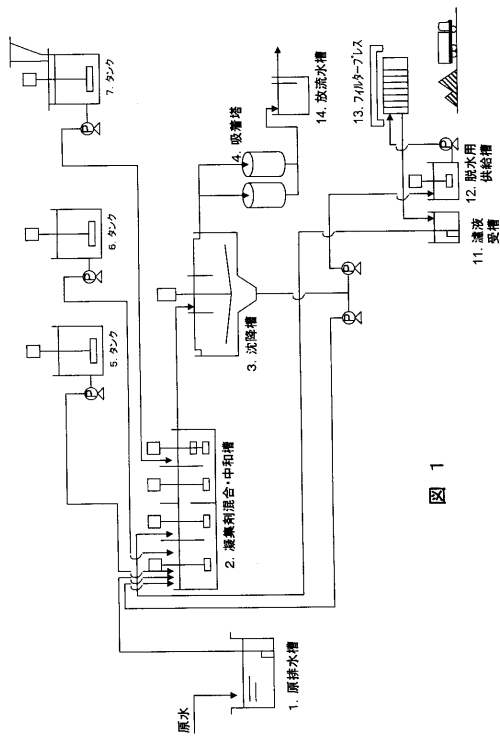 原水
1. 原排水槽
2. 凝集剤混合・中和槽
3. 沈降槽
4. 吸着塔
5. タンク
6. タンク
7. タンク
P
P
P
P
P
P
11. 濾液
受槽
12. 脱水用
供給槽
13. フィルタープレス
14. 放流水槽
図 1